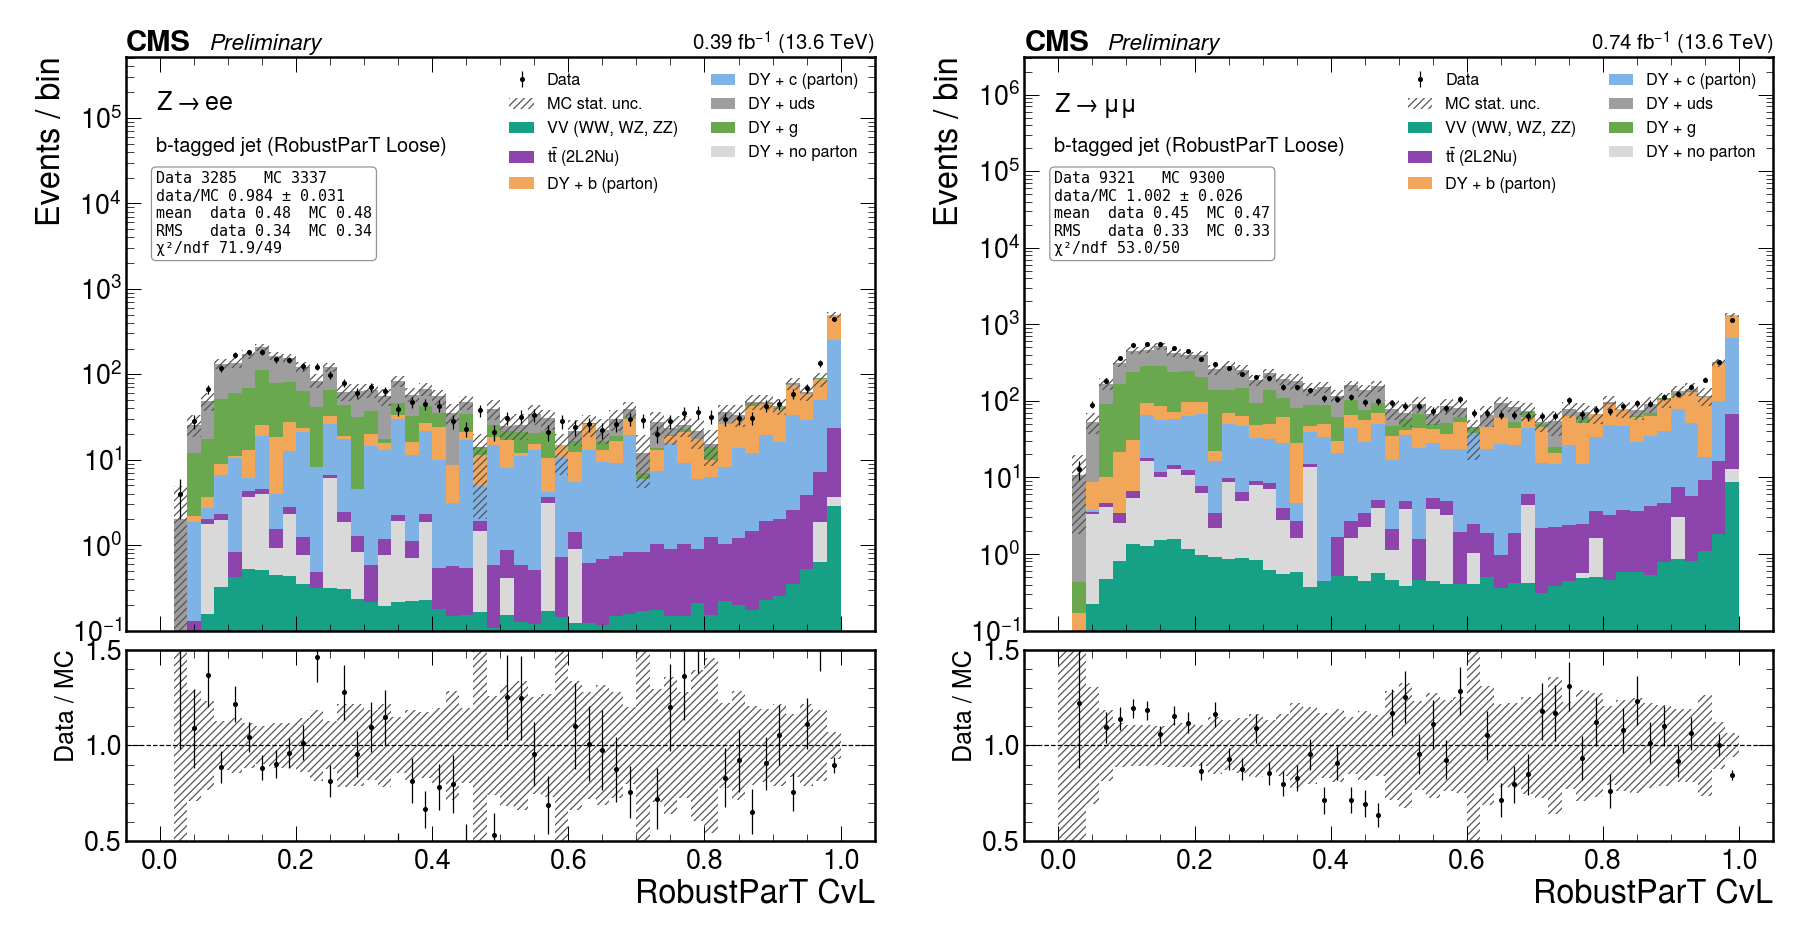 CMS Preliminary 0.39 fb⁻¹ (13.6 TeV)
Events / bin
Z → ee
b-tagged jet (RobustParT Loose)
Data 3285 MC 3337
data/MC 0.984 ± 0.031
mean data 0.48 MC 0.48
RMS data 0.34 MC 0.34
χ²/ndf 71.9/49
Data
MC stat. unc.
VV (WW, WZ, ZZ)
tt̄ (2L2Nu)
DY + b (parton)
DY + c (parton)
DY + uds
DY + g
DY + no parton
10⁵
10⁴
10³
10²
10¹
10⁰
10⁻¹
Data / MC
1.5
1.0
0.5
0.0 0.2 0.4 0.6 0.8 1.0
RobustParT CvL
CMS Preliminary 0.74 fb⁻¹ (13.6 TeV)
Events / bin
Z → μμ
b-tagged jet (RobustParT Loose)
Data 9321 MC 9300
data/MC 1.002 ± 0.026
mean data 0.45 MC 0.47
RMS data 0.33 MC 0.33
χ²/ndf 53.0/50
Data
MC stat. unc.
VV (WW, WZ, ZZ)
tt̄ (2L2Nu)
DY + b (parton)
DY + c (parton)
DY + uds
DY + g
DY + no parton
10⁶
10⁵
10⁴
10³
10²
10¹
10⁰
10⁻¹
Data / MC
1.5
1.0
0.5
0.0 0.2 0.4 0.6 0.8 1.0
RobustParT CvL